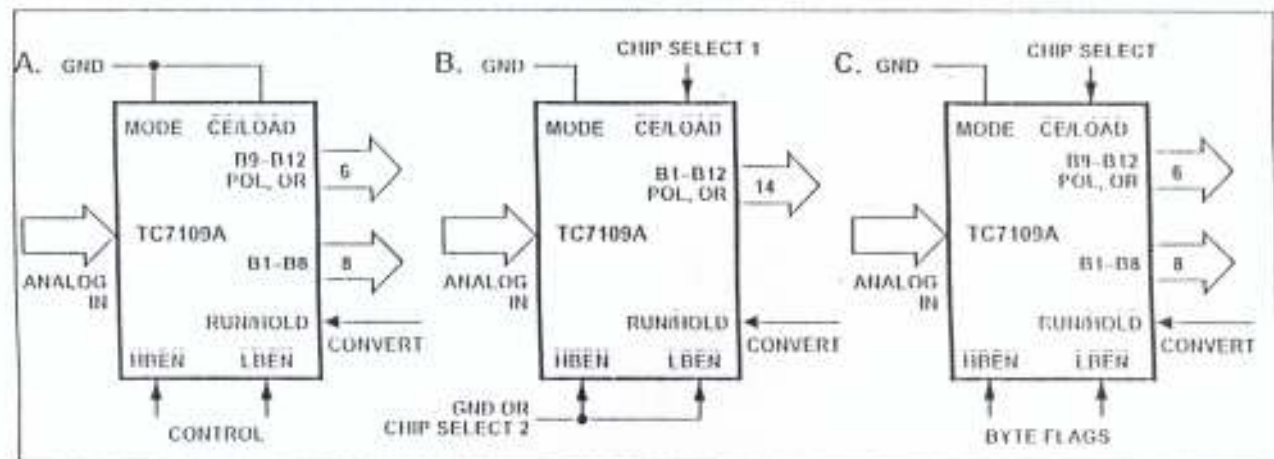 A.
GND
MODE
CE/LOAD
B9–B12
POL, OR
6
TC7109A
B1–B8
8
ANALOG
IN
RUN/HOLD
CONVERT
HBEN
LBEN
CONTROL
B.
GND
CHIP SELECT 1
MODE
CE/LOAD
B1–B12
POL, OR
14
TC7109A
ANALOG
IN
RUN/HOLD
CONVERT
HBEN
LBEN
GND OR
CHIP SELECT 2
C.
GND
CHIP SELECT
MODE
CE/LOAD
B9–B12
POL, OR
6
TC7109A
B1–B8
8
ANALOG
IN
RUN/HOLD
CONVERT
HBEN
LBEN
BYTE FLAGS